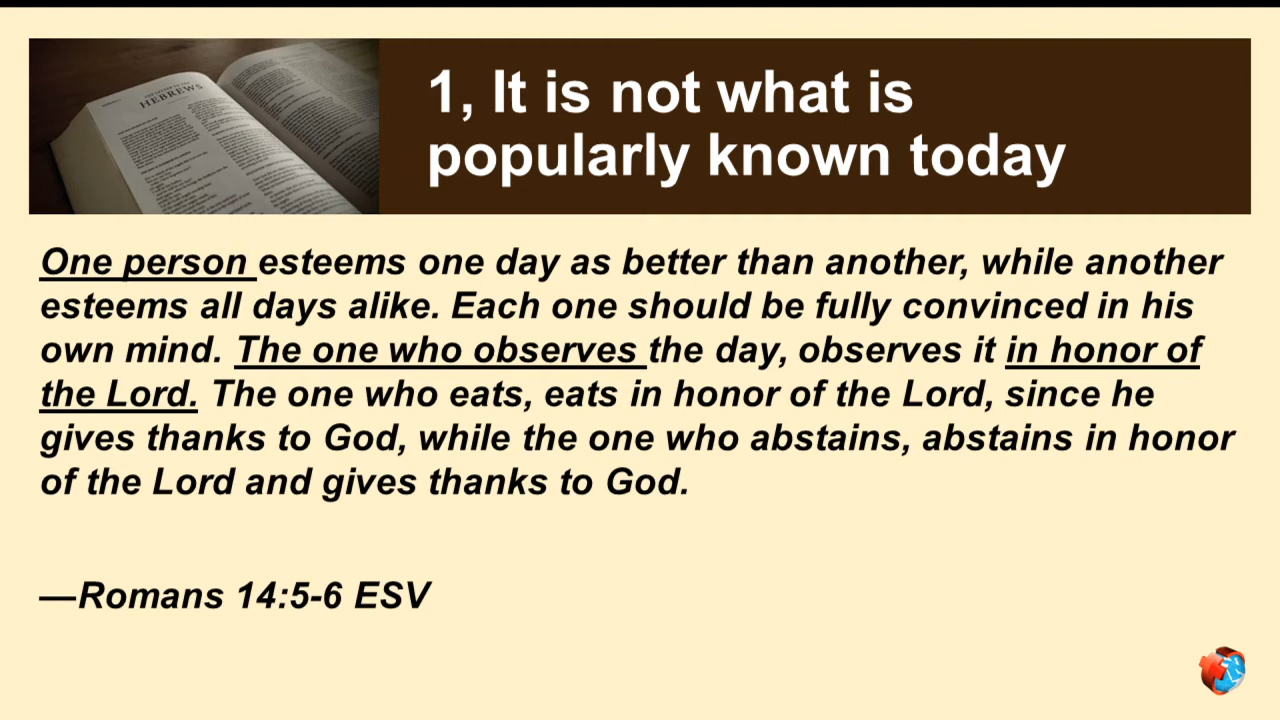 HEBREWS
1, It is not what is
popularly known today
One person esteems one day as better than another, while another
esteems all days alike. Each one should be fully convinced in his
own mind. The one who observes the day, observes it in honor of
the Lord. The one who eats, eats in honor of the Lord, since he
gives thanks to God, while the one who abstains, abstains in honor
of the Lord and gives thanks to God.
—Romans 14:5-6 ESV